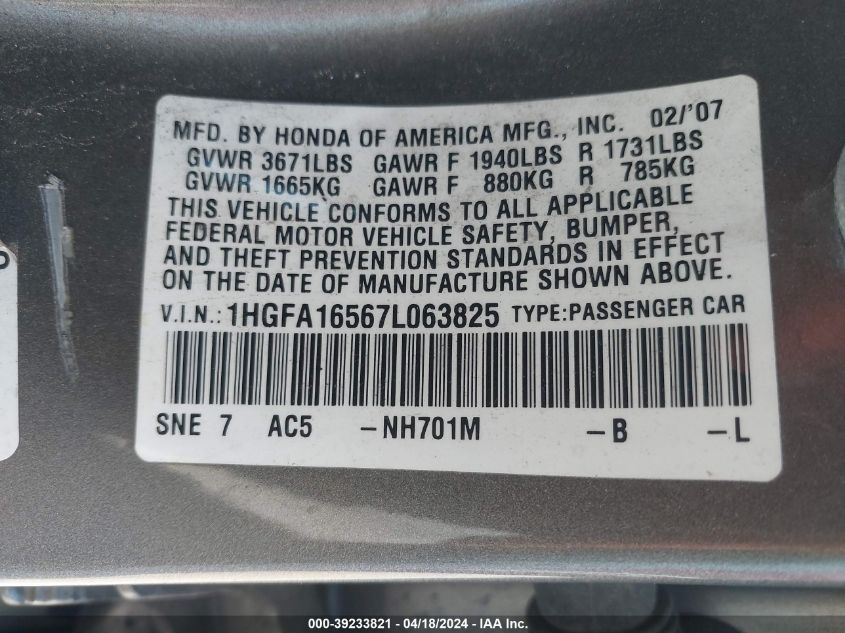 MFD. BY HONDA OF AMERICA MFG., INC. 02/'07
GVWR 3671LBS GAWR F 1940LBS R 1731LBS
GVWR 1665KG GAWR F 880KG R 785KG
THIS VEHICLE CONFORMS TO ALL APPLICABLE
FEDERAL MOTOR VEHICLE SAFETY, BUMPER,
AND THEFT PREVENTION STANDARDS IN EFFECT
ON THE DATE OF MANUFACTURE SHOWN ABOVE.
V.I.N.: 1HGFA16567L063825 TYPE:PASSENGER CAR
SNE 7 AC5 -NH701M -B -L
000-39233821 / 04/18/2024 - IAA Inc.